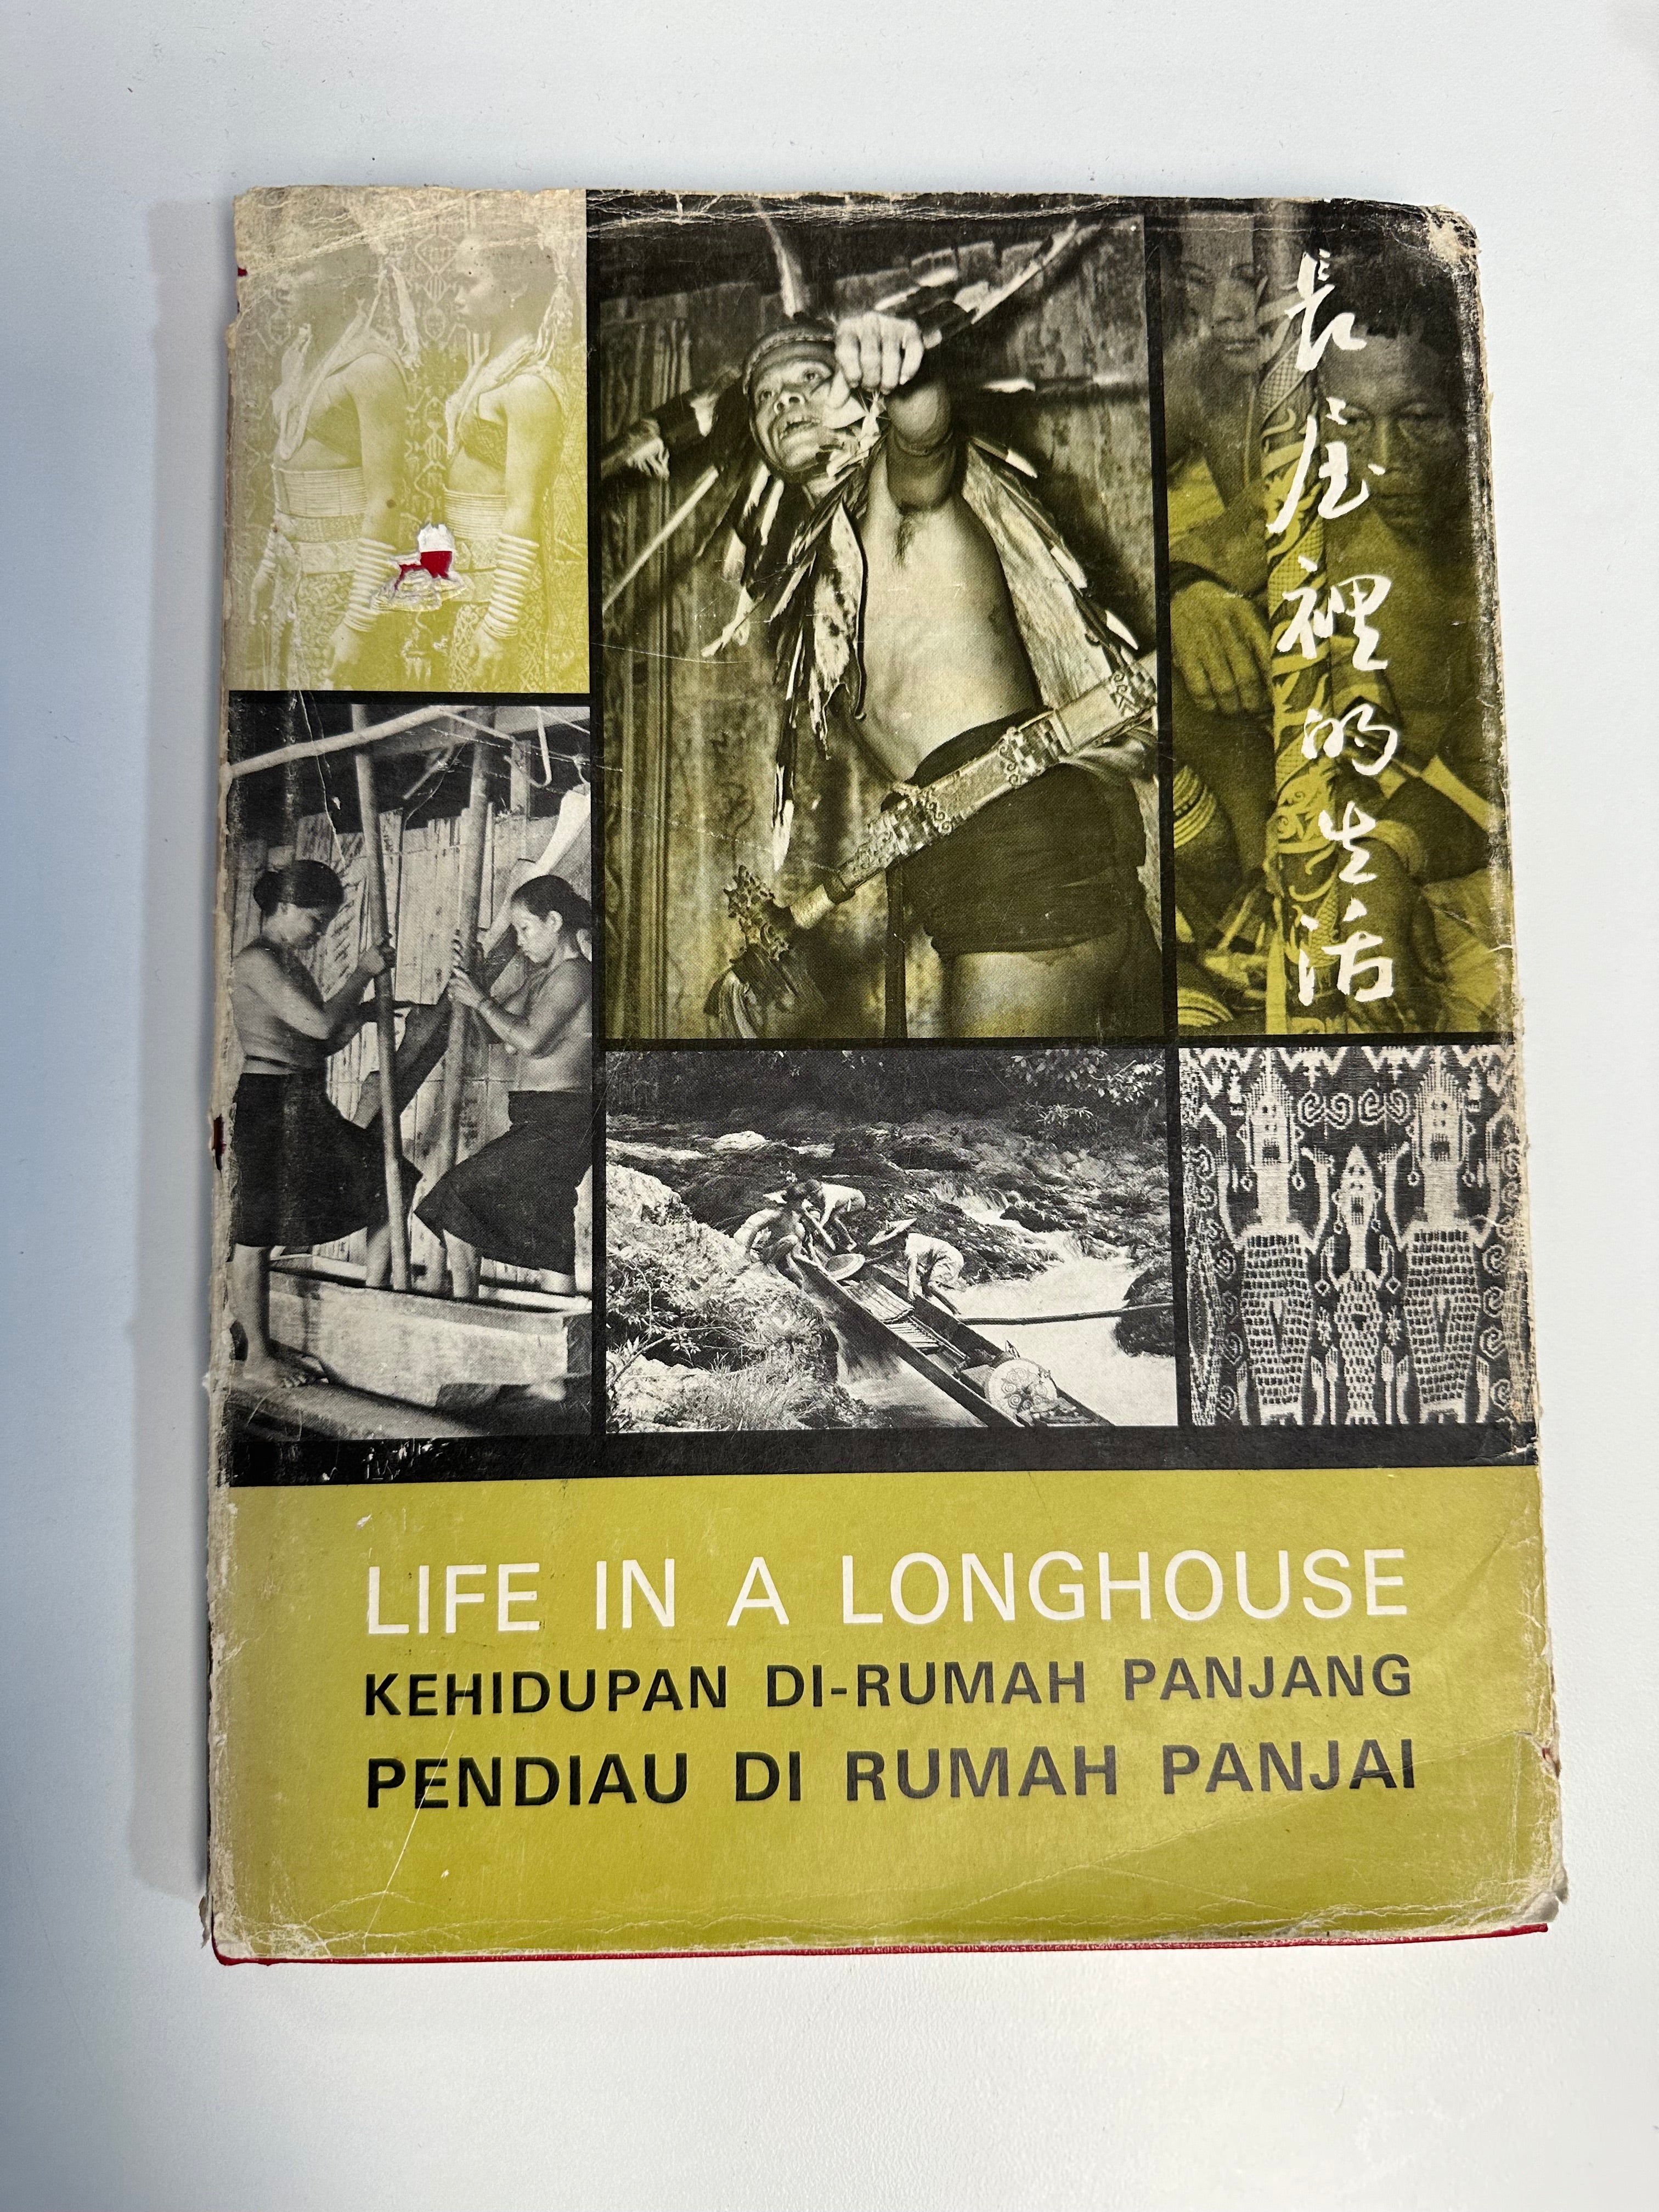 長屋裡的生活
LIFE IN A LONGHOUSE
KEHIDUPAN DI-RUMAH PANJANG
PENDIAU DI RUMAH PANJAI